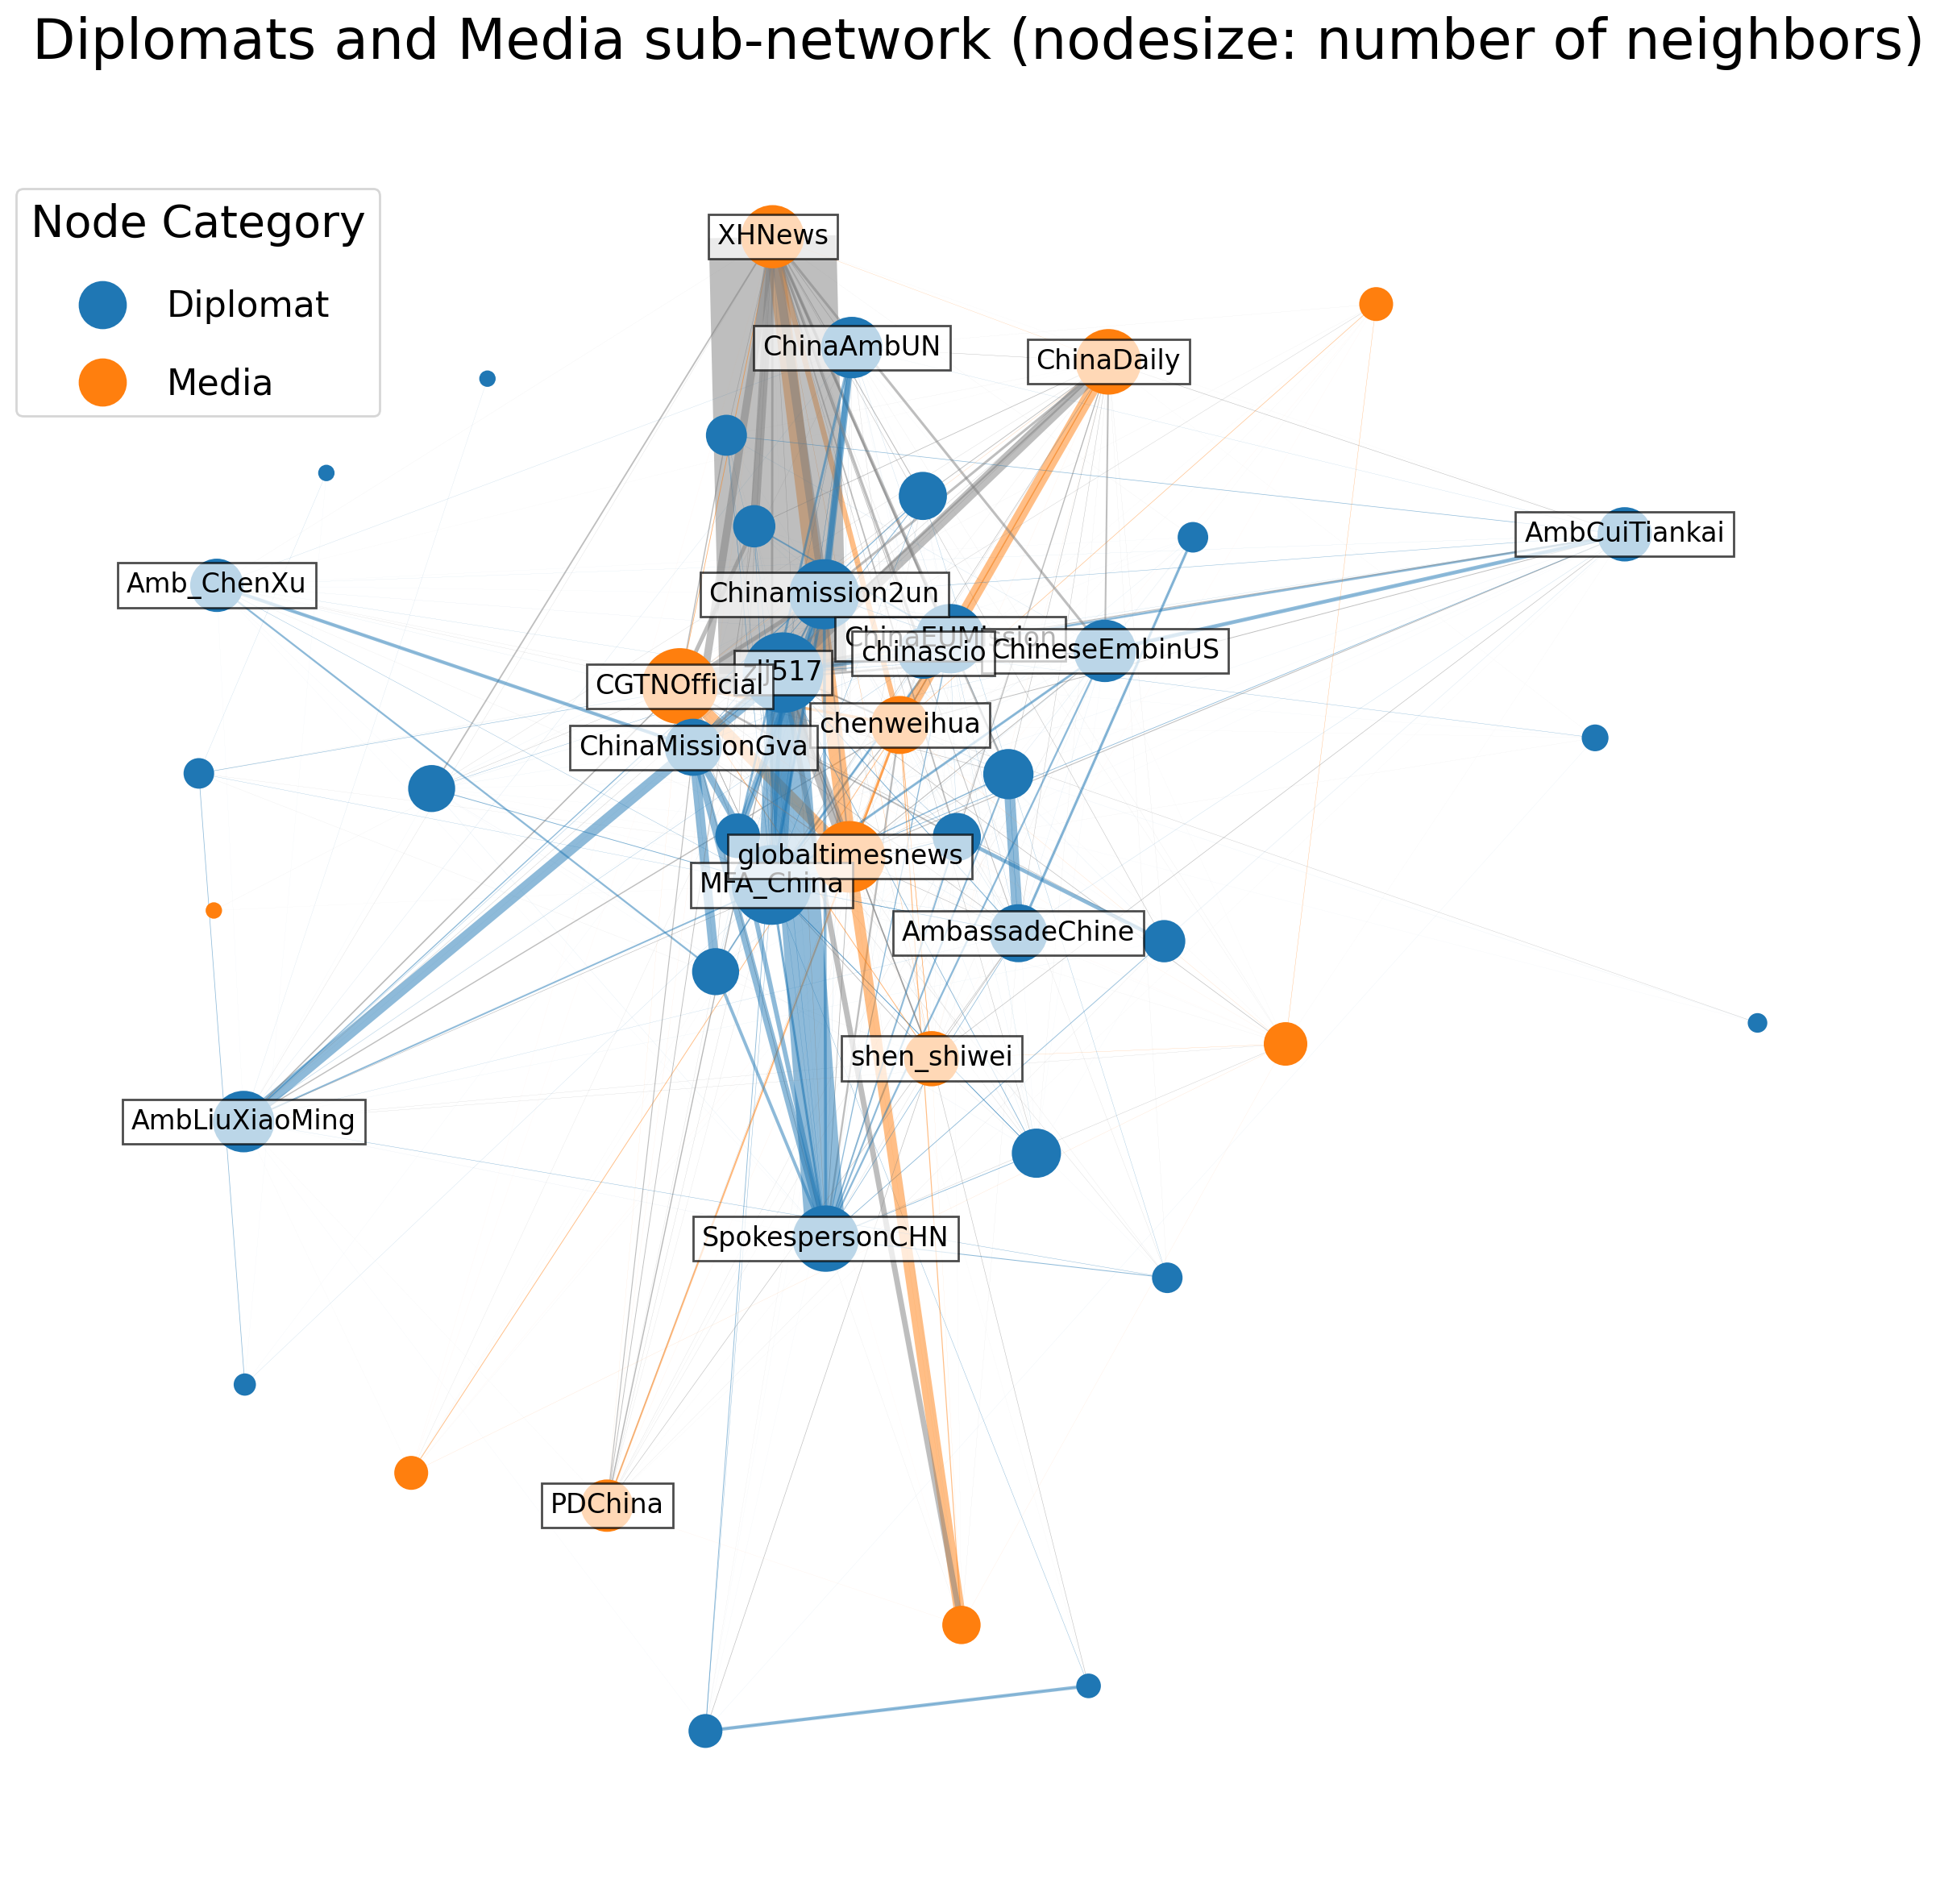 Diplomats and Media sub-network (nodesize: number of neighbors)
Node Category
Diplomat
Media
XHNews
ChinaAmbUN
ChinaDaily
AmbCuiTiankai
Amb_ChenXu
Chinamission2un
ChinaEUMission
chinascio
ChineseEmbinUS
CGTNOfficial
chenweihua
ChinaMissionGva
globaltimesnews
MFA_China
AmbassadeChine
shen_shiwei
AmbLiuXiaoMing
SpokespersonCHN
PDChina